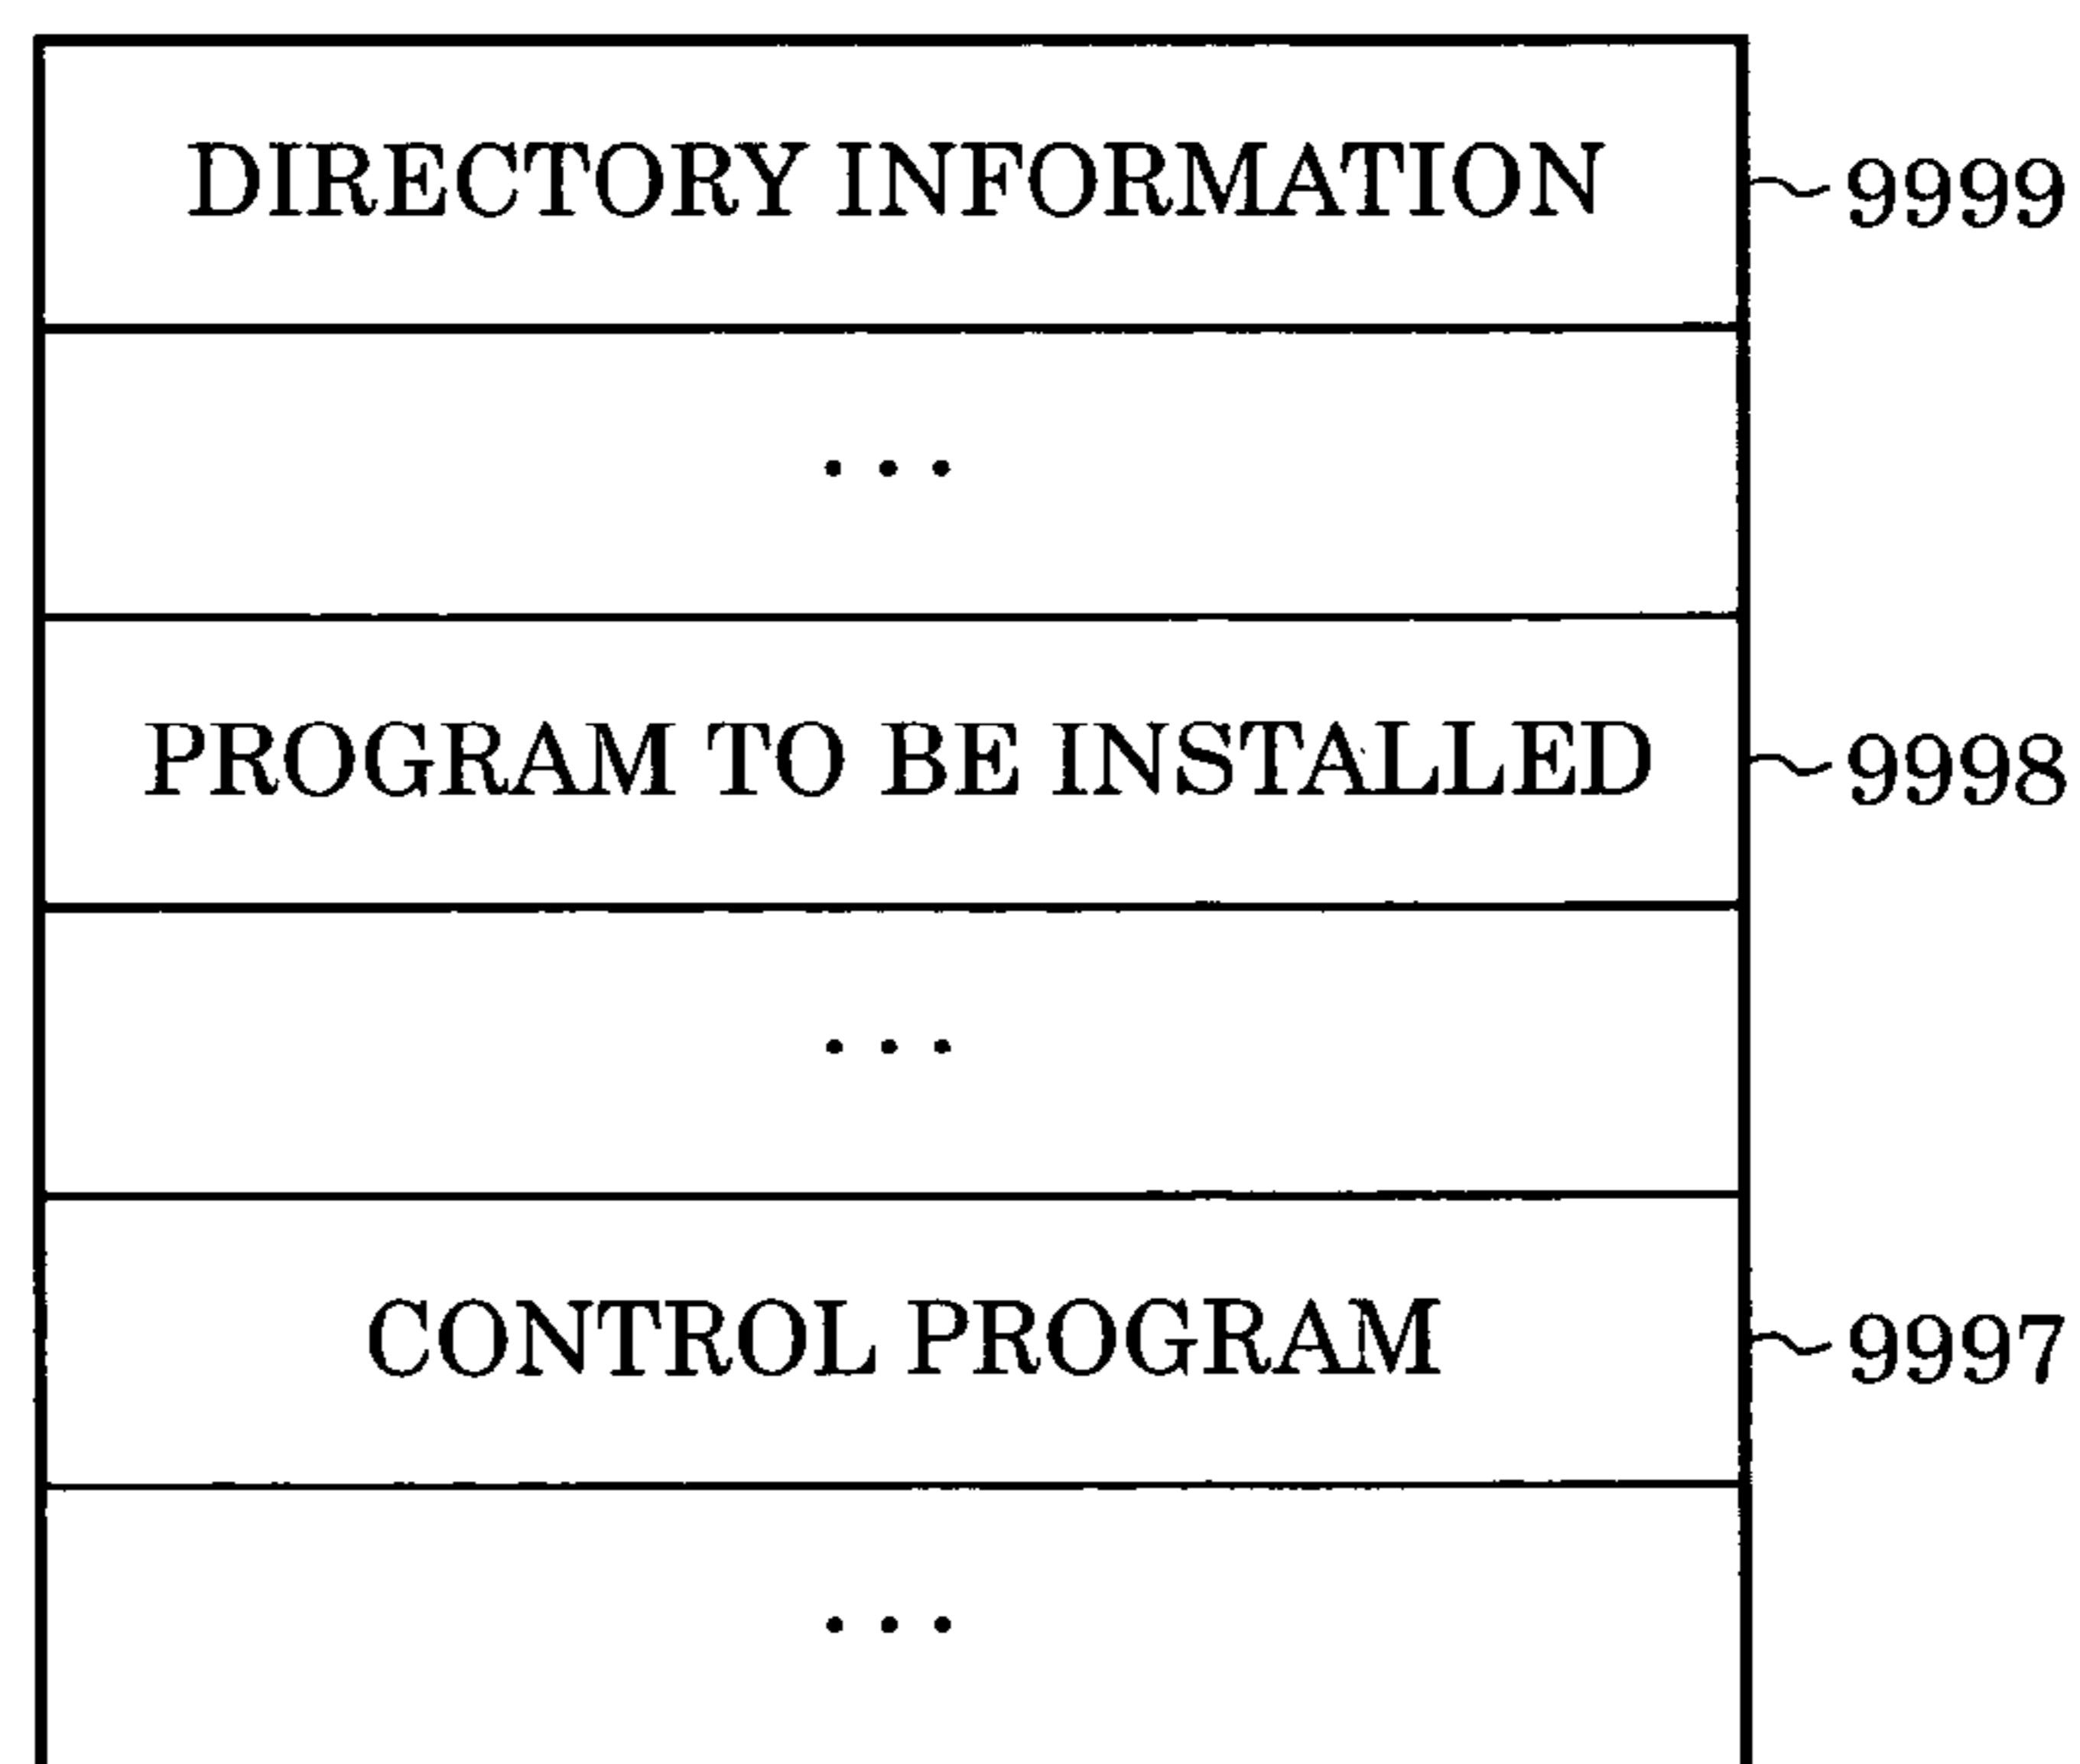 DIRECTORY INFORMATION 9999
...
PROGRAM TO BE INSTALLED 9998
...
CONTROL PROGRAM 9997
...